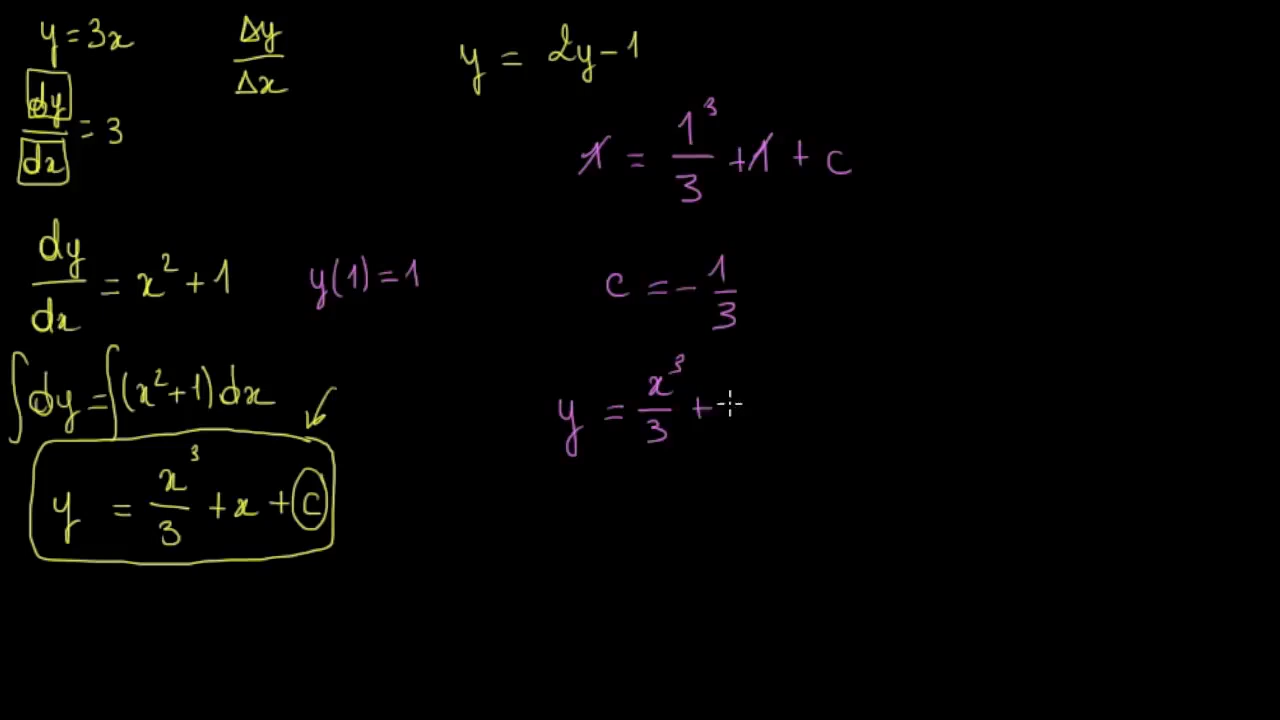 y = 3x
Δy/Δx
dy/dx = 3
dy/dx = x² + 1
y(1) = 1
∫dy = ∫(x² + 1)dx
y = x³/3 + x + c
y = 2y - 1
1 = 1³/3 + 1 + c
c = -1/3
y = x³/3 +